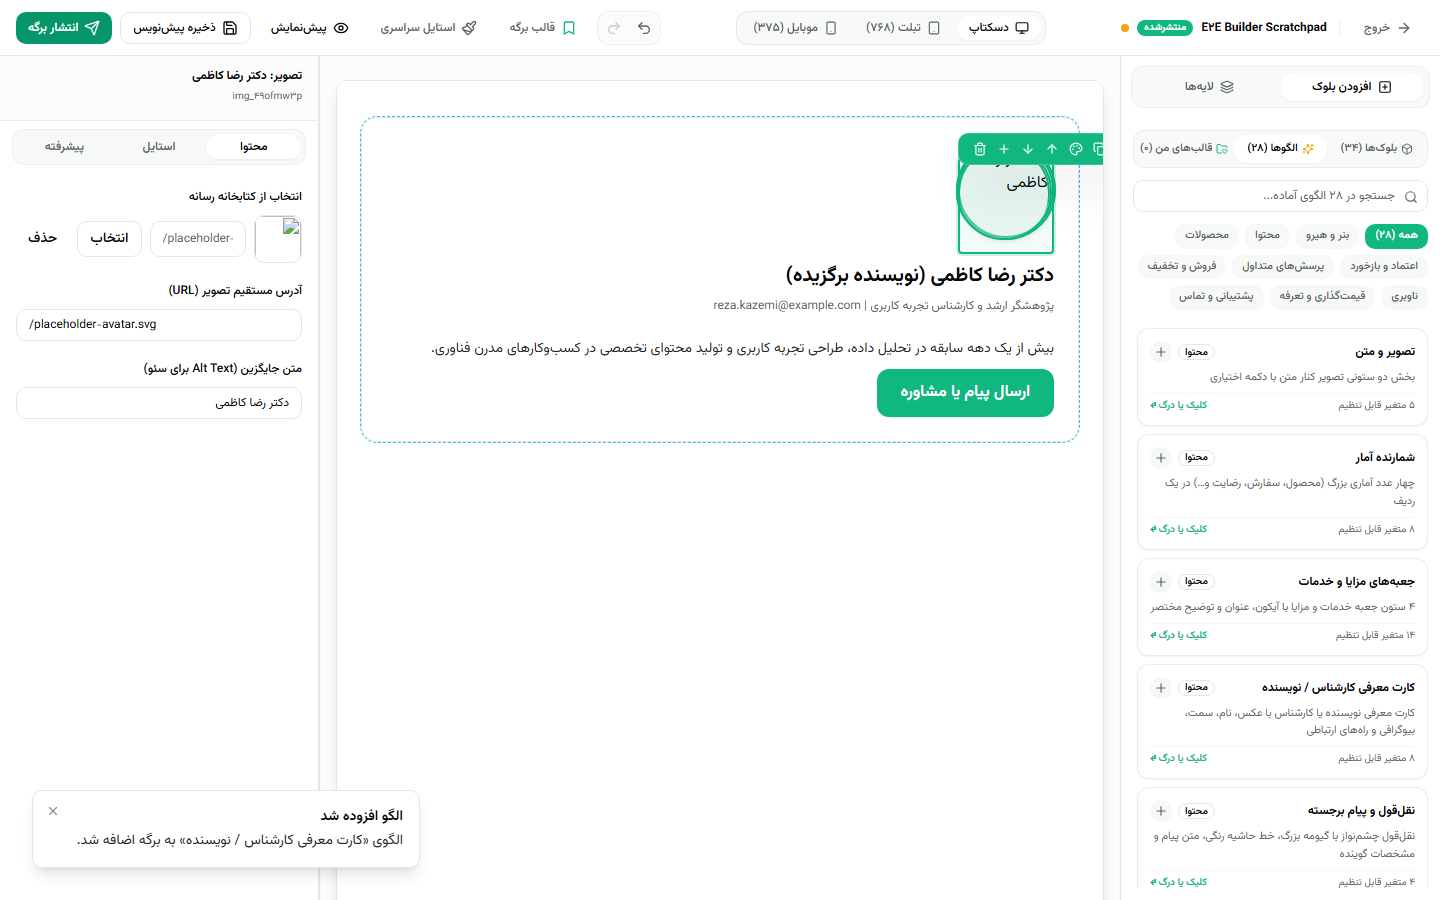 خروج
E۲E Builder Scratchpad
منتشرشده
دسکتاپ
تبلت (۷۶۸)
موبایل (۳۷۵)
قالب برگه
استایل سراسری
پیش‌نمایش
ذخیره پیش‌نویس
انتشار برگه
افزودن بلوک
لایه‌ها
بلوک‌ها (۳۴)
الگوها (۲۸)
قالب‌های من (۰)
جستجو در ۲۸ الگوی آماده...
همه (۲۸)
بنر و هیرو
محتوا
محصولات
اعتماد و بازخورد
پرسش‌های متداول
فروش و تخفیف
ناوبری
قیمت‌گذاری و تعرفه
پشتیبانی و تماس
تصویر و متن
محتوا
بخش دو ستونی تصویر کنار متن با دکمه اختیاری
۵ متغیر قابل تنظیم
کلیک یا درگ
شمارنده آمار
محتوا
چهار عدد آماری بزرگ (محصول، سفارش، رضایت و...) در یک
ردیف
۸ متغیر قابل تنظیم
کلیک یا درگ
جعبه‌های مزایا و خدمات
محتوا
۴ ستون جعبه خدمات و مزایا با آیکون، عنوان و توضیح مختصر
۱۴ متغیر قابل تنظیم
کلیک یا درگ
کارت معرفی کارشناس / نویسنده
محتوا
کارت معرفی نویسنده یا کارشناس با عکس، نام، سمت،
بیوگرافی و راه‌های ارتباطی
۸ متغیر قابل تنظیم
کلیک یا درگ
نقل‌قول و پیام برجسته
محتوا
نقل‌قول چشم‌نواز با گیومه بزرگ، خط حاشیه رنگی، متن پیام و
مشخصات گوینده
۴ متغیر قابل تنظیم
کلیک یا درگ
کاظمی
دکتر رضا کاظمی (نویسنده برگزیده)
پژوهشگر ارشد و کارشناس تجربه کاربری | reza.kazemi@example.com
بیش از یک دهه سابقه در تحلیل داده، طراحی تجربه کاربری و تولید محتوای تخصصی در کسب‌وکارهای مدرن فناوری.
ارسال پیام یا مشاوره
تصویر: دکتر رضا کاظمی
img_۴۹ofmw۳p
محتوا
استایل
پیشرفته
انتخاب از کتابخانه رسانه
/placeholder-
انتخاب
حذف
آدرس مستقیم تصویر (URL)
/placeholder-avatar.svg
متن جایگزین (Alt Text برای سئو)
دکتر رضا کاظمی
الگو افزوده شد
الگوی «کارت معرفی کارشناس / نویسنده» به برگه اضافه شد.